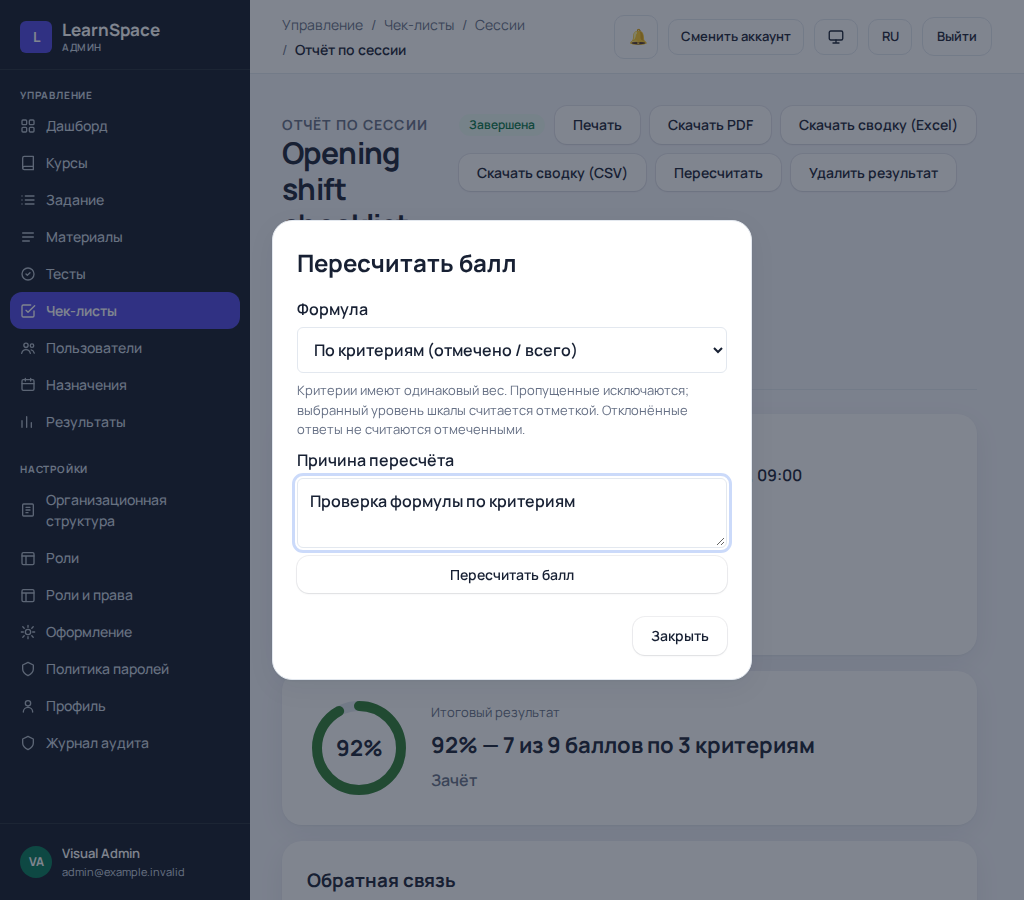 L
LearnSpace
АДМИН
УПРАВЛЕНИЕ
Дашборд
Курсы
Задание
Материалы
Тесты
Чек-листы
Пользователи
Назначения
Результаты
НАСТРОЙКИ
Организационная
структура
Роли
Роли и права
Оформление
Политика паролей
Профиль
Журнал аудита
VA
Visual Admin
admin@example.invalid
Управление / Чек-листы / Сессии
/ Отчёт по сессии
Сменить аккаунт
RU
Выйти
ОТЧЁТ ПО СЕССИИ
Opening
shift
checklist
Завершена
Печать
Скачать PDF
Скачать сводку (Excel)
Скачать сводку (CSV)
Пересчитать
Удалить результат
Пересчитать балл
Формула
По критериям (отмечено / всего)
Критерии имеют одинаковый вес. Пропущенные исключаются;
выбранный уровень шкалы считается отметкой. Отклонённые
ответы не считаются отмеченными.
Причина пересчёта
Проверка формулы по критериям
Пересчитать балл
Закрыть
09:00
92%
Итоговый результат
92% — 7 из 9 баллов по 3 критериям
Зачёт
Обратная связь